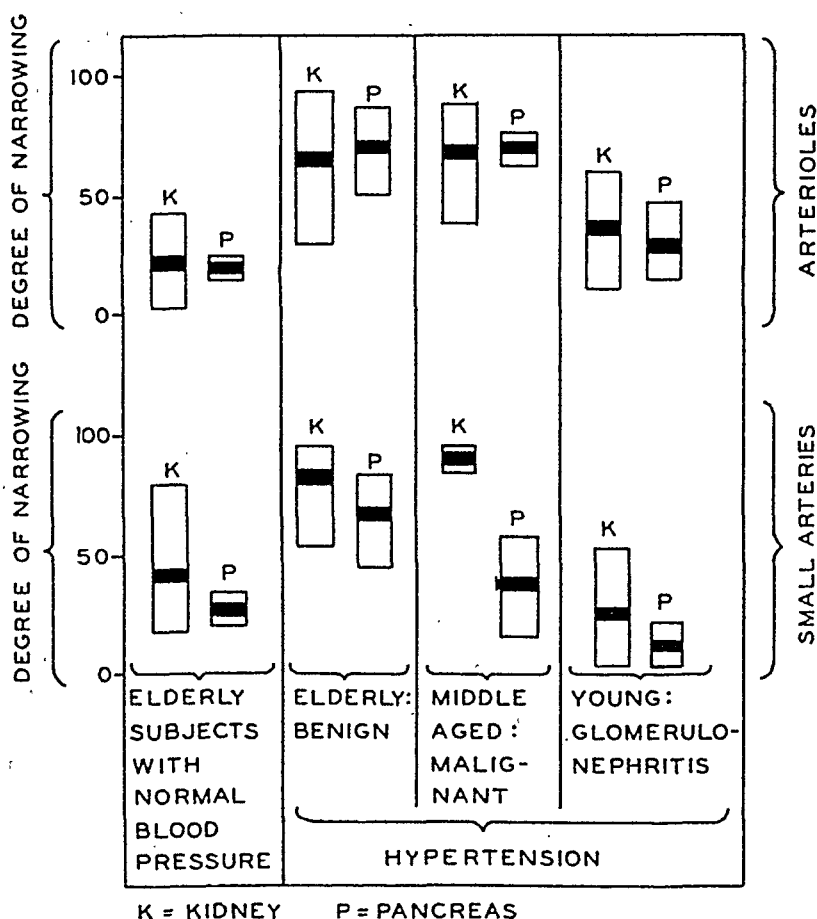 DEGREE OF NARROWING
100
50
0
K
P
K
P
K
P
K
P
ARTERIOLES
DEGREE OF NARROWING
100
50
0
K
P
K
P
K
P
K
P
SMALL ARTERIES
ELDERLY
SUBJECTS
WITH
NORMAL
BLOOD
PRESSURE
ELDERLY:
BENIGN
MIDDLE
AGED:
MALIG-
NANT
YOUNG:
GLOMERULO-
NEPHRITIS
HYPERTENSION
K = KIDNEY P = PANCREAS